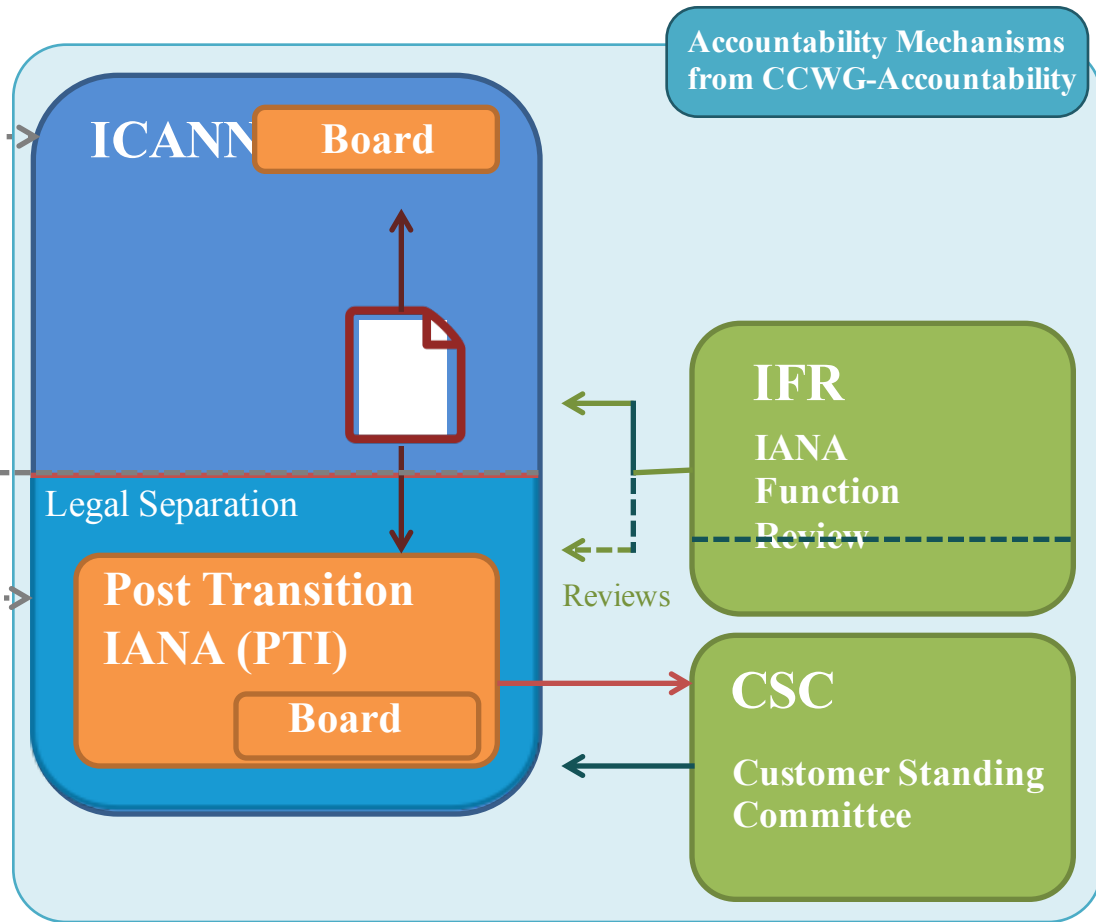 Accountability Mechanisms
from CCWG-Accountability
ICANN
Board
Legal Separation
Post Transition
IANA (PTI)
Board
Reviews
IFR
IANA
Function
Review
CSC
Customer Standing
Committee